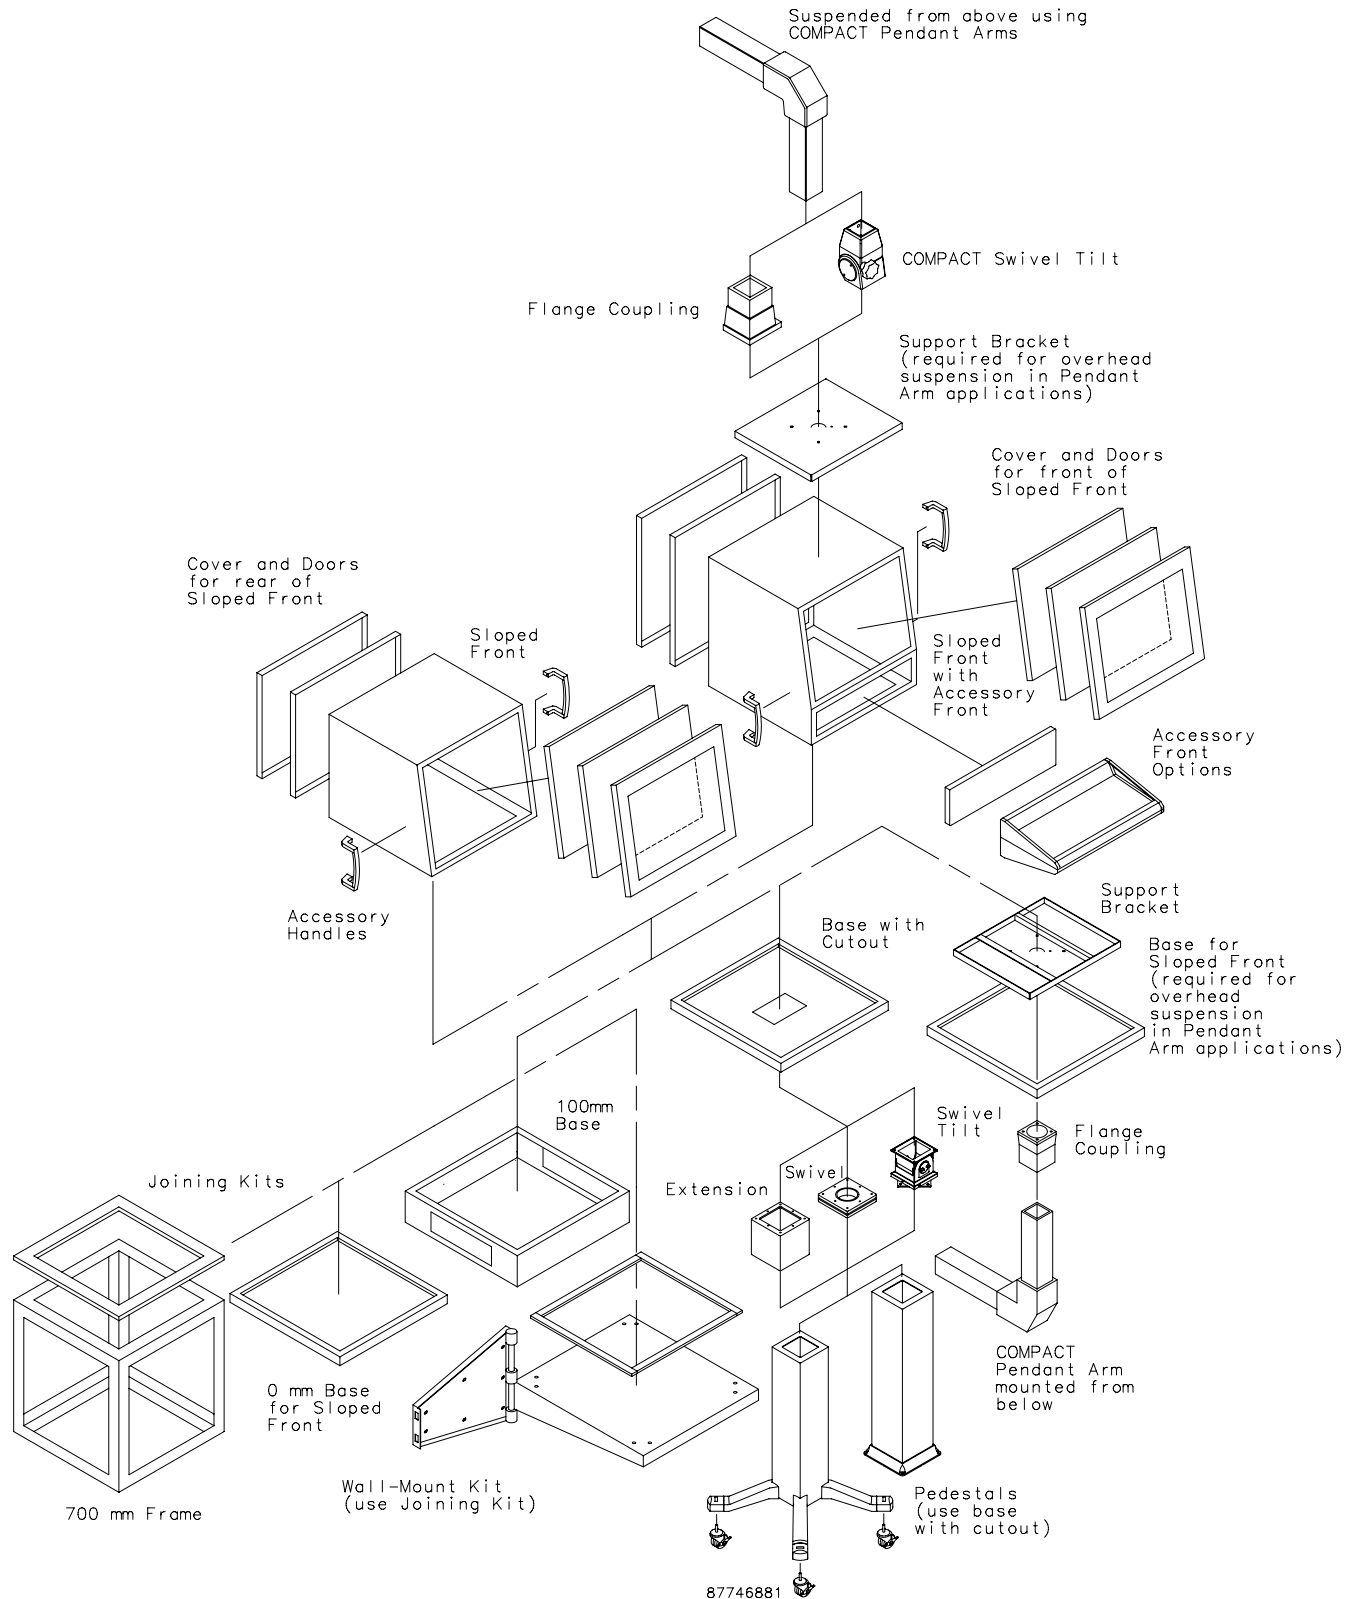 Suspended from above using
COMPACT Pendant Arms
COMPACT Swivel Tilt
Flange Coupling
Support Bracket
(required for overhead
suspension in Pendant
Arm applications)
Cover and Doors
for front of
Sloped Front
Cover and Doors
for rear of
Sloped Front
Sloped
Front
Sloped
Front
with
Accessory
Front
Accessory
Front
Options
Accessory
Handles
Support
Bracket
Base with
Cutout
Base for
Sloped Front
(required for
overhead
suspension
in Pendant
Arm applications)
100mm
Base
Swivel
Tilt
Flange
Coupling
Swivel
Extension
Joining Kits
COMPACT
Pendant Arm
mounted from
below
0 mm Base
for Sloped
Front
Wall-Mount Kit
(use Joining Kit)
Pedestals
(use base
with cutout)
700 mm Frame
87746881